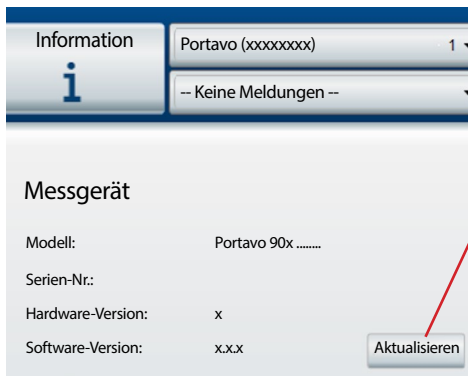 Information
Portavo (xxxxxxxx) 1
i
-- Keine Meldungen --
Messgerät
Modell: Portavo 90x ........
Serien-Nr.:
Hardware-Version: x
Software-Version: x.x.x Aktualisieren